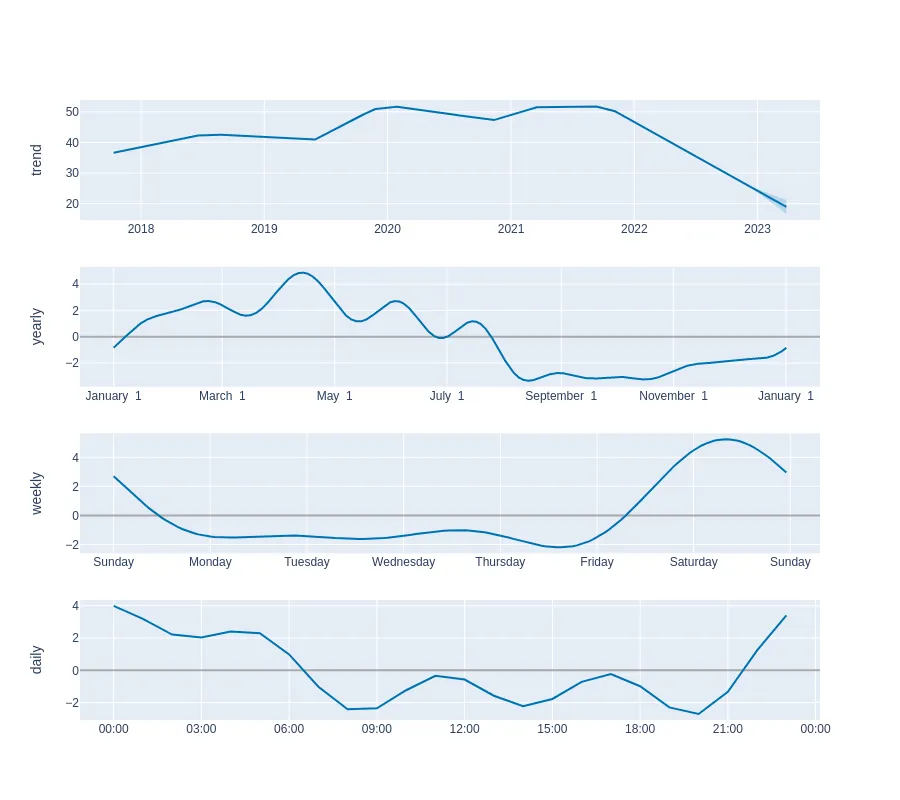 50
40
30
20
trend
2018 2019 2020 2021 2022 2023
4
2
0
−2
yearly
January 1 March 1 May 1 July 1 September 1 November 1 January 1
4
2
0
−2
weekly
Sunday Monday Tuesday Wednesday Thursday Friday Saturday Sunday
4
2
0
−2
daily
00:00 03:00 06:00 09:00 12:00 15:00 18:00 21:00 00:00